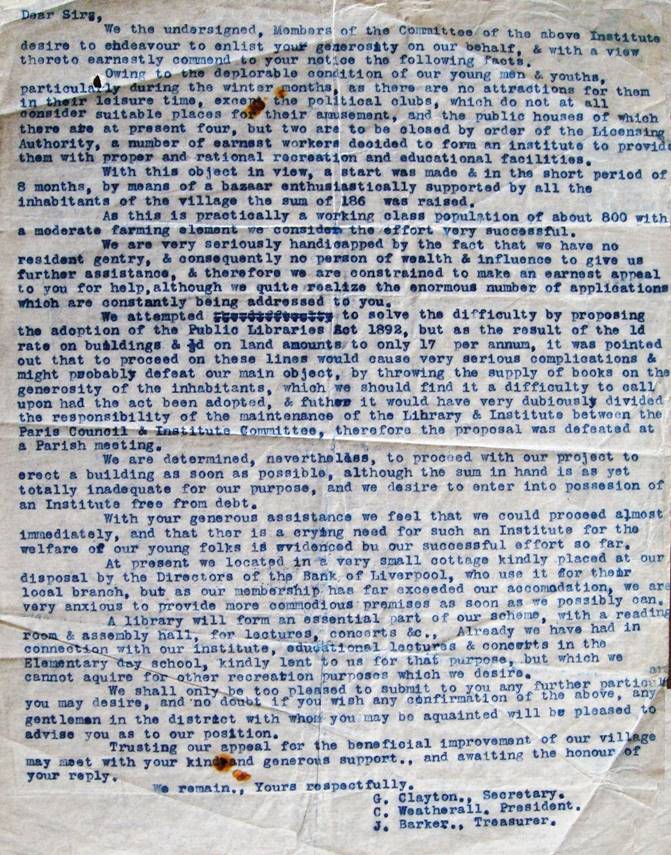 Dear Sirs,
We the undersigned, Members of the Committee of the above Institute
desire to endeavour to enlist your generosity on our behalf, & with a view
thereto earnestly commend to your notice the following facts.
Owing to the deplorable condition of our young men & youths,
particularly during the winter months, as there are no attractions for them
in their leisure time, except the political clubs, which do not at all
consider suitable places for their amusement, and the public houses of which
there are at present four, but two are to be closed by order of the Licensing
Authority, a number of earnest workers decided to form an institute to provide
them with proper and rational recreation and educational facilities.
With this object in view, a start was made & in the short period of
8 months, by means of a bazaar enthusiastically supported by all the
inhabitants of the village the sum of 186 was raised.
As this is practically a working class population of about 800 with
a moderate farming element we consider the effort very successful.
We are very seriously handicapped by the fact that we have no
resident gentry, & consequently no person of wealth & influence to give us
further assistance, & therefore we are constrained to make an earnest appeal
to you for help,although we quite realize the enormous number of applications
which are constantly being addressed to you.
We attempted to solve the difficulty by proposing
the adoption of the Public Libraries Act 1892, but as the result of the 1d
rate on buildings & ½d on land amounts to only 17 per annum, it was pointed
out that to proceed on these lines would cause very serious complications &
might probably defeat our main object, by throwing the supply of books on the
generosity of the inhabitants, which we should find it a difficulty to call
upon had the act been adopted, & futher it would have very dubiously divided
the responsibility of the maintenance of the Library & Institute between the
Paris Council & Institute Committee, therefore the proposal was defeated at
a Parish meeting.
We are determined, nevertheless, to proceed with our project to
erect a building as soon as possible, although the sum in hand is as yet
totally inadequate for our purpose, and we desire to enter into possesion of
an Institute free from debt.
With your generous assistance we feel that we could proceed almost
immediately, and that ther is a crying need for such an Institute for the
welfare of our young folks is evidenced bu our successful effort so far.
At present we located in a very small cottage kindly placed at our
disposal by the Directors of the Bank of Liverpool, who use it for their
local branch, but as our membership has far exceeded our accomodation, we are
very anxious to provide more commodious premises as soon as we possibly can.
A library will form an essential part of our scheme, with a reading
room & assembly hall, for lectures, concerts &c., Already we have had in
connection with our institute, educational lectures & concerts in the
Elementary day school, kindly lent to us for that purpose, but which we
cannot aquire for other recreation purposes which we desire.
We shall only be too pleased to submit to you any further particulars
you may desire, and no doubt if you wish any confirmation of the above, any
gentleman in the district with whom you may be aquainted will be pleased to
advise you as to our position.
Trusting our appeal for the beneficial improvement of our village
may meet with your kind and generous support., and awaiting the honour of
your reply.
We remain., Yours respectfully.
G. Clayton., Secretary.
C. Weatherall. President.
J. Barker., Treasurer.